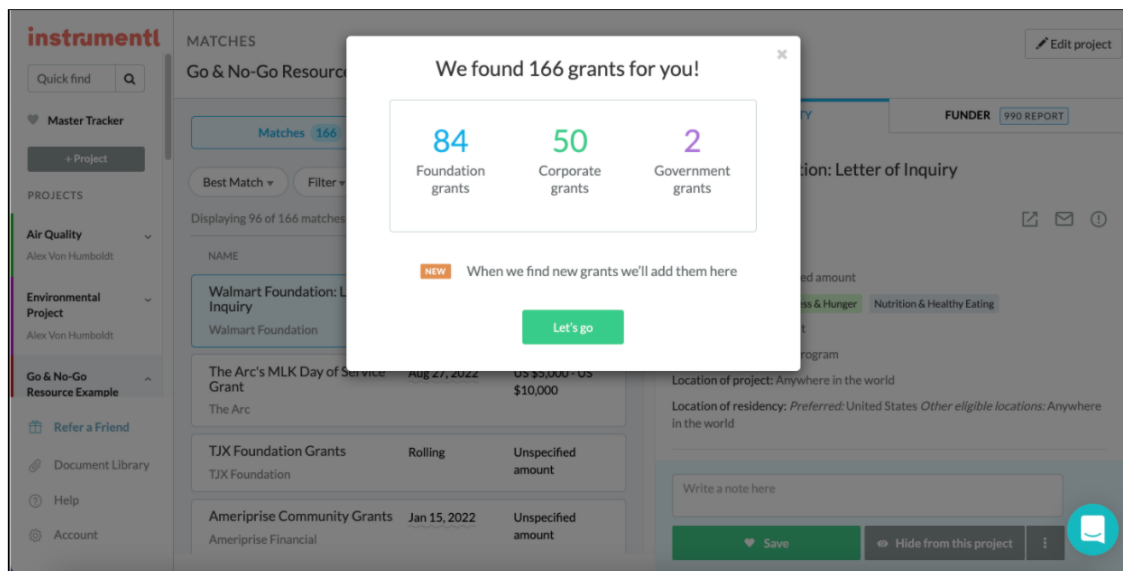 instrumentl
Quick find
Master Tracker
+ Project
PROJECTS
Air Quality
Alex Von Humboldt
Environmental
Project
Alex Von Humboldt
Go & No-Go
Resource Example
Refer a Friend
Document Library
Help
Account
MATCHES
Go & No-Go Resource
Edit project
Matches 166
Best Match
Filter
Displaying 96 of 166 matches
NAME
Walmart Foundation: L
Inquiry
Walmart Foundation
The Arc's MLK Day of Service
Grant
The Arc
Aug 27, 2022
US $5,000 - US
$10,000
TJX Foundation Grants
TJX Foundation
Rolling
Unspecified
amount
Ameriprise Community Grants
Ameriprise Financial
Jan 15, 2022
Unspecified
amount
We found 166 grants for you!
84
Foundation
grants
50
Corporate
grants
2
Government
grants
NEW When we find new grants we'll add them here
Let's go
TY
FUNDER 990 REPORT
tion: Letter of Inquiry
ed amount
ss & Hunger
Nutrition & Healthy Eating
t
rogram
Location of project: Anywhere in the world
Location of residency: Preferred: United States Other eligible locations: Anywhere
in the world
Write a note here
Save
Hide from this project